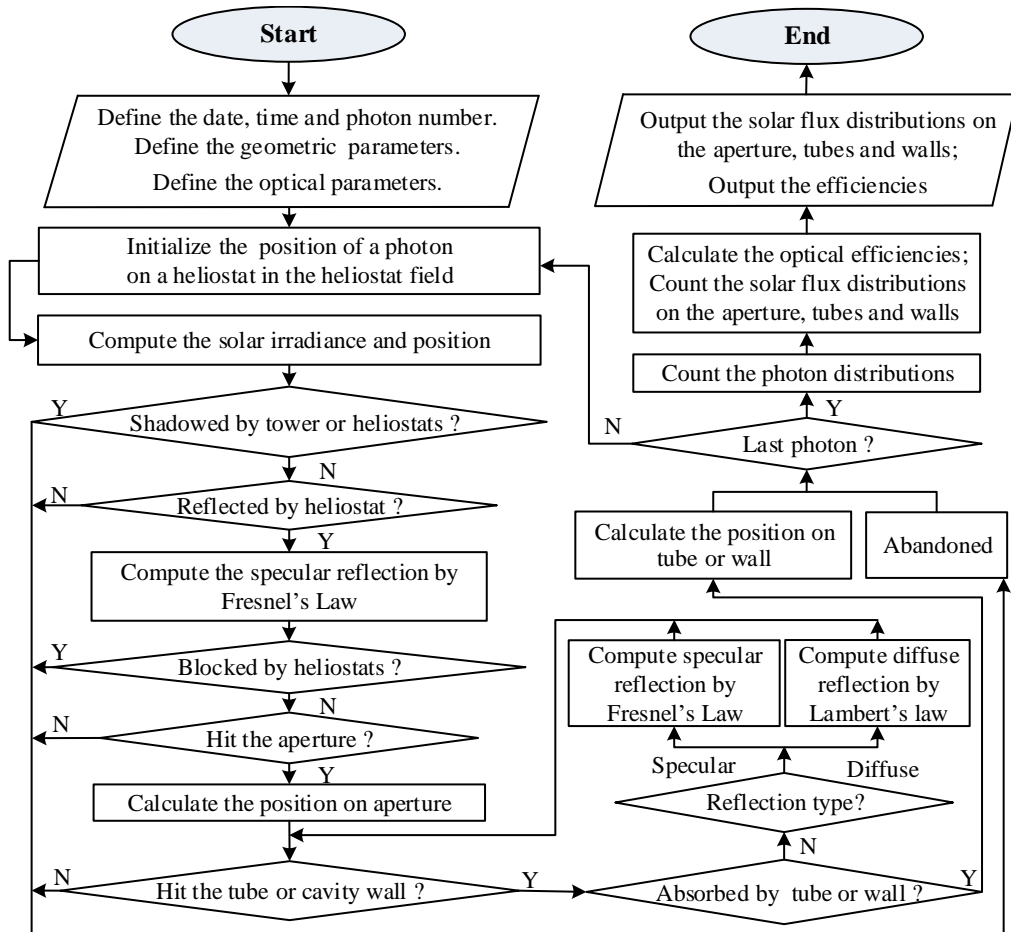 Start
Define the date, time and photon number.
Define the geometric parameters.
Define the optical parameters.
Initialize the position of a photon
on a heliostat in the heliostat field
Compute the solar irradiance and position
Y
Shadowed by tower or heliostats ?
N
N
Reflected by heliostat ?
Y
Compute the specular reflection by
Fresnel's Law
Y
Blocked by heliostats ?
N
N
Hit the aperture ?
Y
Calculate the position on aperture
N
Hit the tube or cavity wall ?
Y
Absorbed by tube or wall ?
Y
N
Reflection type?
Specular
Diffuse
Compute specular
reflection by
Fresnel's Law
Compute diffuse
reflection by
Lambert's law
Calculate the position on
tube or wall
Abandoned
Last photon ?
N
Y
Count the photon distributions
Calculate the optical efficiencies;
Count the solar flux distributions
on the aperture, tubes and walls
Output the solar flux distributions on
the aperture, tubes and walls;
Output the efficiencies
End